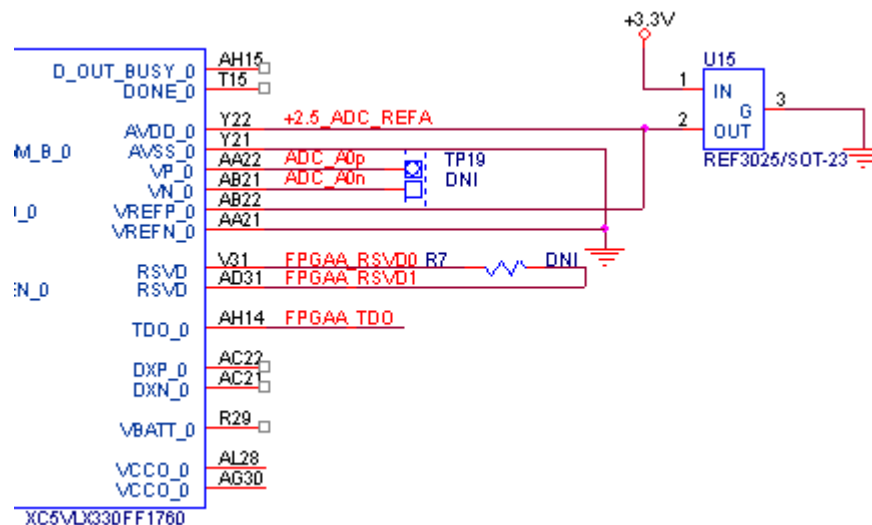 +3.3V
U15
AH15
D_OUT_BUSY_0
T15
DONE_0
1
IN
G
3
Y22
+2.5_ADC_REFA
2
OUT
AVDD_0
Y21
AVSS_0
REF3025/SOT-23
M_B_0
AA22
ADC_A0p
TP19
VP_0
AB21
ADC_A0n
DNI
VN_0
AB22
_0
VREFP_0
AA21
VREFN_0
V31
FPGAA_RSVD0
R7
DNI
RSVD
AD31
FPGAA_RSVD1
EN_0
RSVD
AH14
FPGAA_TDO
TDO_0
AC22
DXP_0
AC21
DXN_0
R29
VBATT_0
AL28
VCCO_0
AG30
VCCO_0
XC5VLX330FF1760